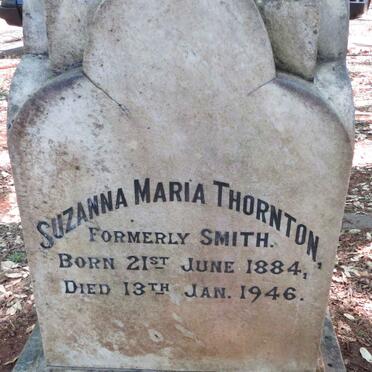 SUZANNA MARIA THORNTON,
FORMERLY SMITH.
BORN 21ST JUNE 1884,
DIED 13TH JAN. 1946.